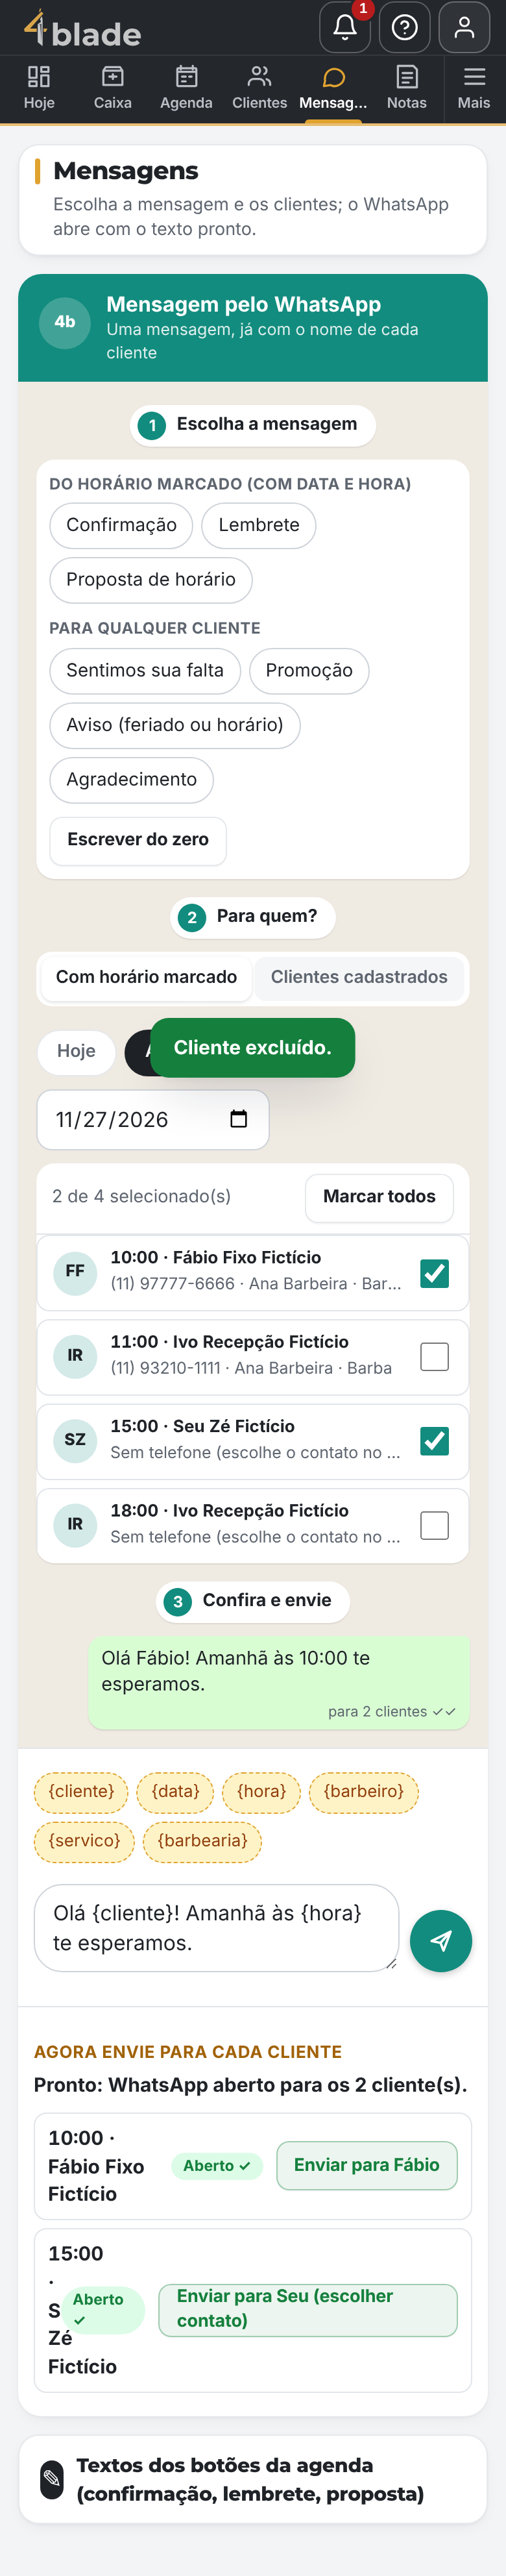 4blade
1
Hoje
Caixa
Agenda
Clientes
Mensag...
Notas
Mais
Mensagens
Escolha a mensagem e os clientes; o WhatsApp
abre com o texto pronto.
4b
Mensagem pelo WhatsApp
Uma mensagem, já com o nome de cada
cliente
1 Escolha a mensagem
DO HORÁRIO MARCADO (COM DATA E HORA)
Confirmação
Lembrete
Proposta de horário
PARA QUALQUER CLIENTE
Sentimos sua falta
Promoção
Aviso (feriado ou horário)
Agradecimento
Escrever do zero
2 Para quem?
Com horário marcado
Clientes cadastrados
Hoje
Cliente excluído.
11/27/2026
2 de 4 selecionado(s)
Marcar todos
FF
10:00 · Fábio Fixo Fictício
(11) 97777-6666 · Ana Barbeira · Bar...
IR
11:00 · Ivo Recepção Fictício
(11) 93210-1111 · Ana Barbeira · Barba
SZ
15:00 · Seu Zé Fictício
Sem telefone (escolhe o contato no ...
IR
18:00 · Ivo Recepção Fictício
Sem telefone (escolhe o contato no ...
3 Confira e envie
Olá Fábio! Amanhã às 10:00 te
esperamos.
para 2 clientes ✓✓
{cliente}
{data}
{hora}
{barbeiro}
{servico}
{barbearia}
Olá {cliente}! Amanhã às {hora}
te esperamos.
AGORA ENVIE PARA CADA CLIENTE
Pronto: WhatsApp aberto para os 2 cliente(s).
10:00 ·
Fábio Fixo
Fictício
Aberto ✓
Enviar para Fábio
15:00
·
S
Zé
Fictício
Aberto
✓
Enviar para Seu (escolher
contato)
Textos dos botões da agenda
(confirmação, lembrete, proposta)